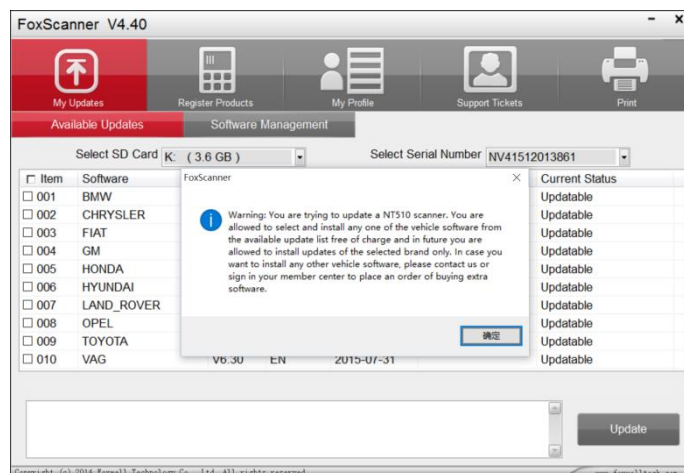 FoxScanner V4.40
My Updates
Register Products
My Profile
Support Tickets
Print
Available Updates
Software Management
Select SD Card K: (3.6 GB)
Select Serial Number NV41512013861
Item Software Current Status
001 BMW Updatable
002 CHRYSLER Updatable
003 FIAT Updatable
004 GM Updatable
005 HONDA Updatable
006 HYUNDAI Updatable
007 LAND_ROVER Updatable
008 OPEL Updatable
009 TOYOTA Updatable
010 VAG V6.30 EN 2015-07-31 Updatable
FoxScanner
Warning: You are trying to update a NT510 scanner. You are
allowed to select and install any one of the vehicle software from
the available update list free of charge and in future you are
allowed to install updates of the selected brand only. In case you
want to install any other vehicle software, please contact us or
sign in your member center to place an order of buying extra
software.
确定
Update